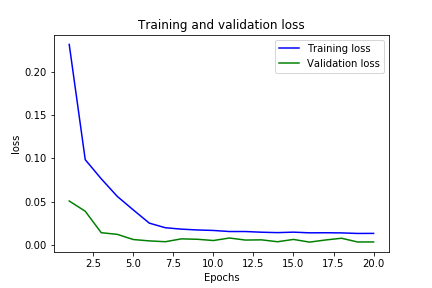 Training and validation loss
Training loss
Validation loss
0.20
0.15
0.10
0.05
0.00
loss
2.5 5.0 7.5 10.0 12.5 15.0 17.5 20.0
Epochs